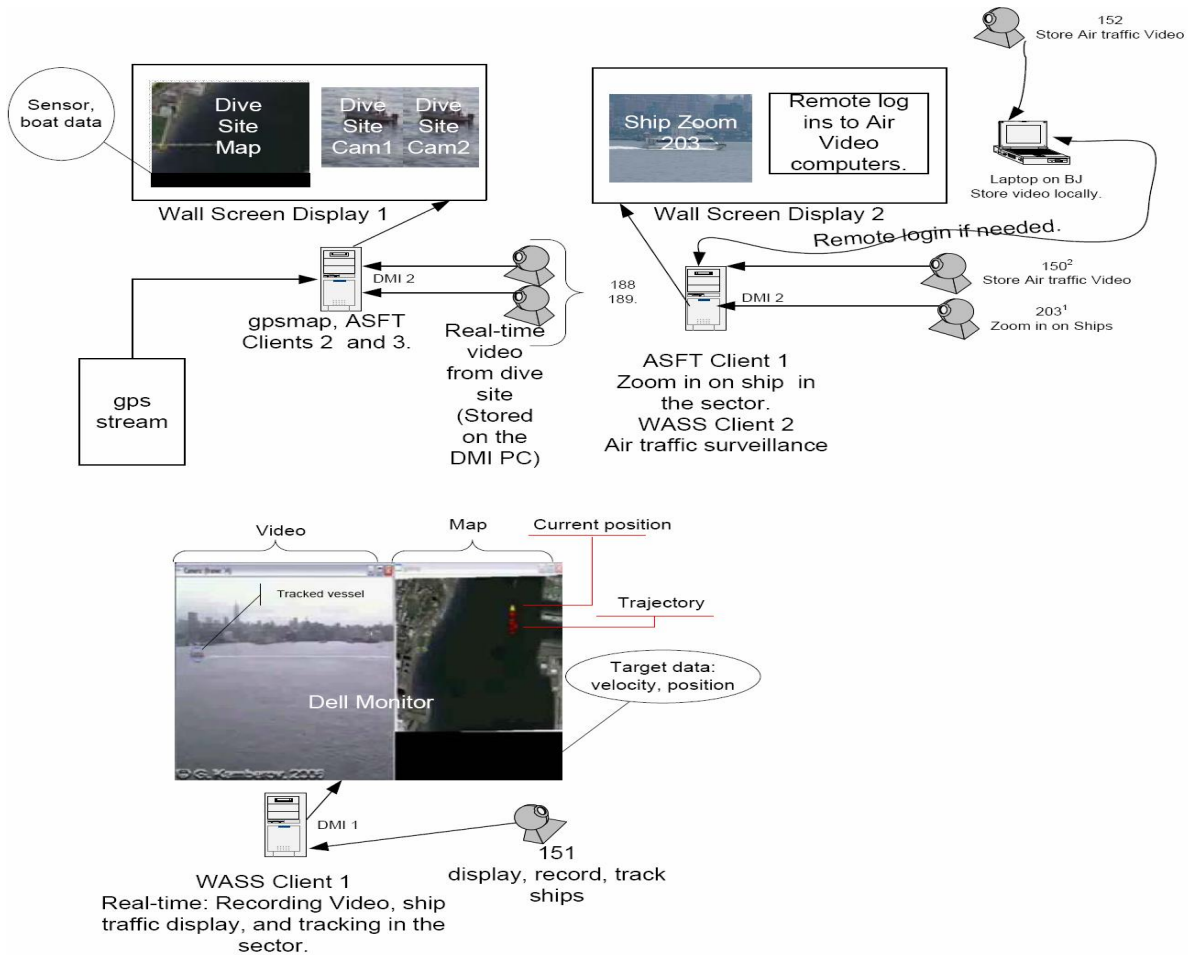 152
Store Air traffic Video
Sensor,
boat data
Dive
Site
Map
Dive
Site
Cam1
Dive
Site
Cam2
Ship Zoom
203
Remote log
ins to Air
Video
computers.
Laptop on BJ
Store video locally.
Wall Screen Display 1
Wall Screen Display 2
Remote login if needed.
DMI 2
188
189.
150²
Store Air traffic Video
DMI 2
203¹
Zoom in on Ships
gpsmap, ASFT
Clients 2 and 3.
Real-time
video
from dive
site
(Stored
on the
DMI PC)
gps
stream
ASFT Client 1
Zoom in on ship in
the sector.
WASS Client 2
Air traffic surveillance
Video
Map
Current position
Tracked vessel
Trajectory
Target data:
velocity, position
Dell Monitor
© G. Kamberov, 2006
DMI 1
151
display, record, track
ships
WASS Client 1
Real-time: Recording Video, ship
traffic display, and tracking in the
sector.